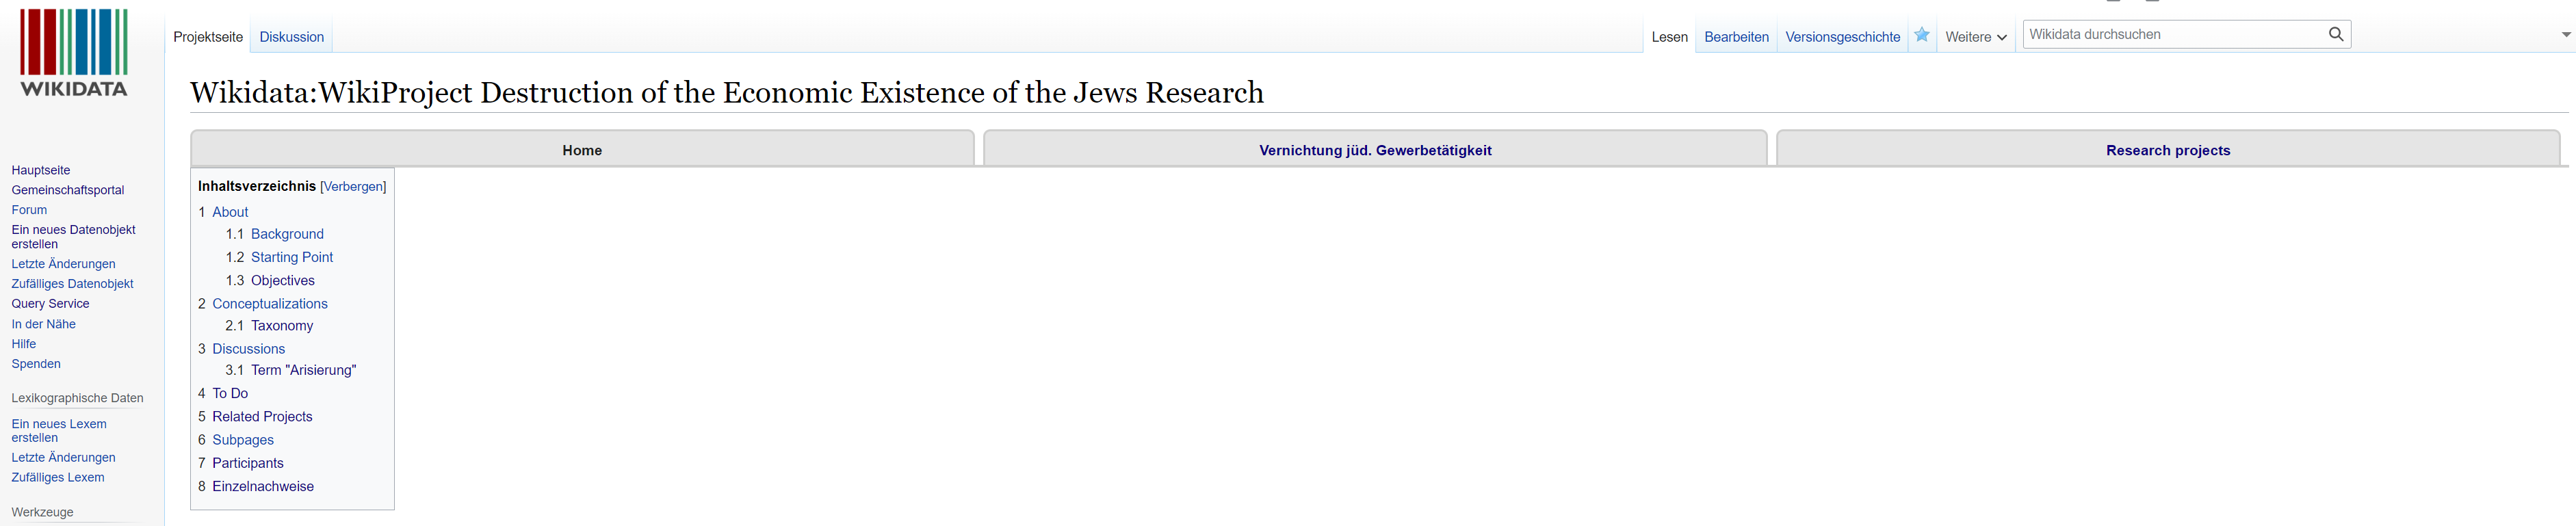 WIKIDATA
Projektseite
Diskussion
Lesen
Bearbeiten
Versionsgeschichte
Weitere
Wikidata durchsuchen
Wikidata:WikiProject Destruction of the Economic Existence of the Jews Research
Home
Vernichtung jüd. Gewerbetätigkeit
Research projects
Inhaltsverzeichnis [Verbergen]
1 About
1.1 Background
1.2 Starting Point
1.3 Objectives
2 Conceptualizations
2.1 Taxonomy
3 Discussions
3.1 Term "Arisierung"
4 To Do
5 Related Projects
6 Subpages
7 Participants
8 Einzelnachweise
Hauptseite
Gemeinschaftsportal
Forum
Ein neues Datenobjekt
erstellen
Letzte Änderungen
Zufälliges Datenobjekt
Query Service
In der Nähe
Hilfe
Spenden
Lexikographische Daten
Ein neues Lexem
erstellen
Letzte Änderungen
Zufälliges Lexem
Werkzeuge